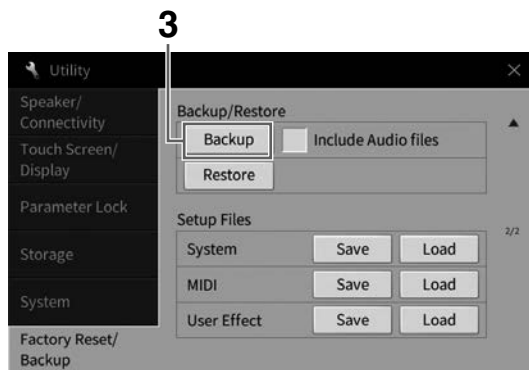 3
Utility
Speaker/
Connectivity
Touch Screen/
Display
Parameter Lock
Storage
System
Factory Reset/
Backup
Backup/Restore
Backup Include Audio files
Restore
Setup Files
System Save Load
MIDI Save Load
User Effect Save Load
2/2